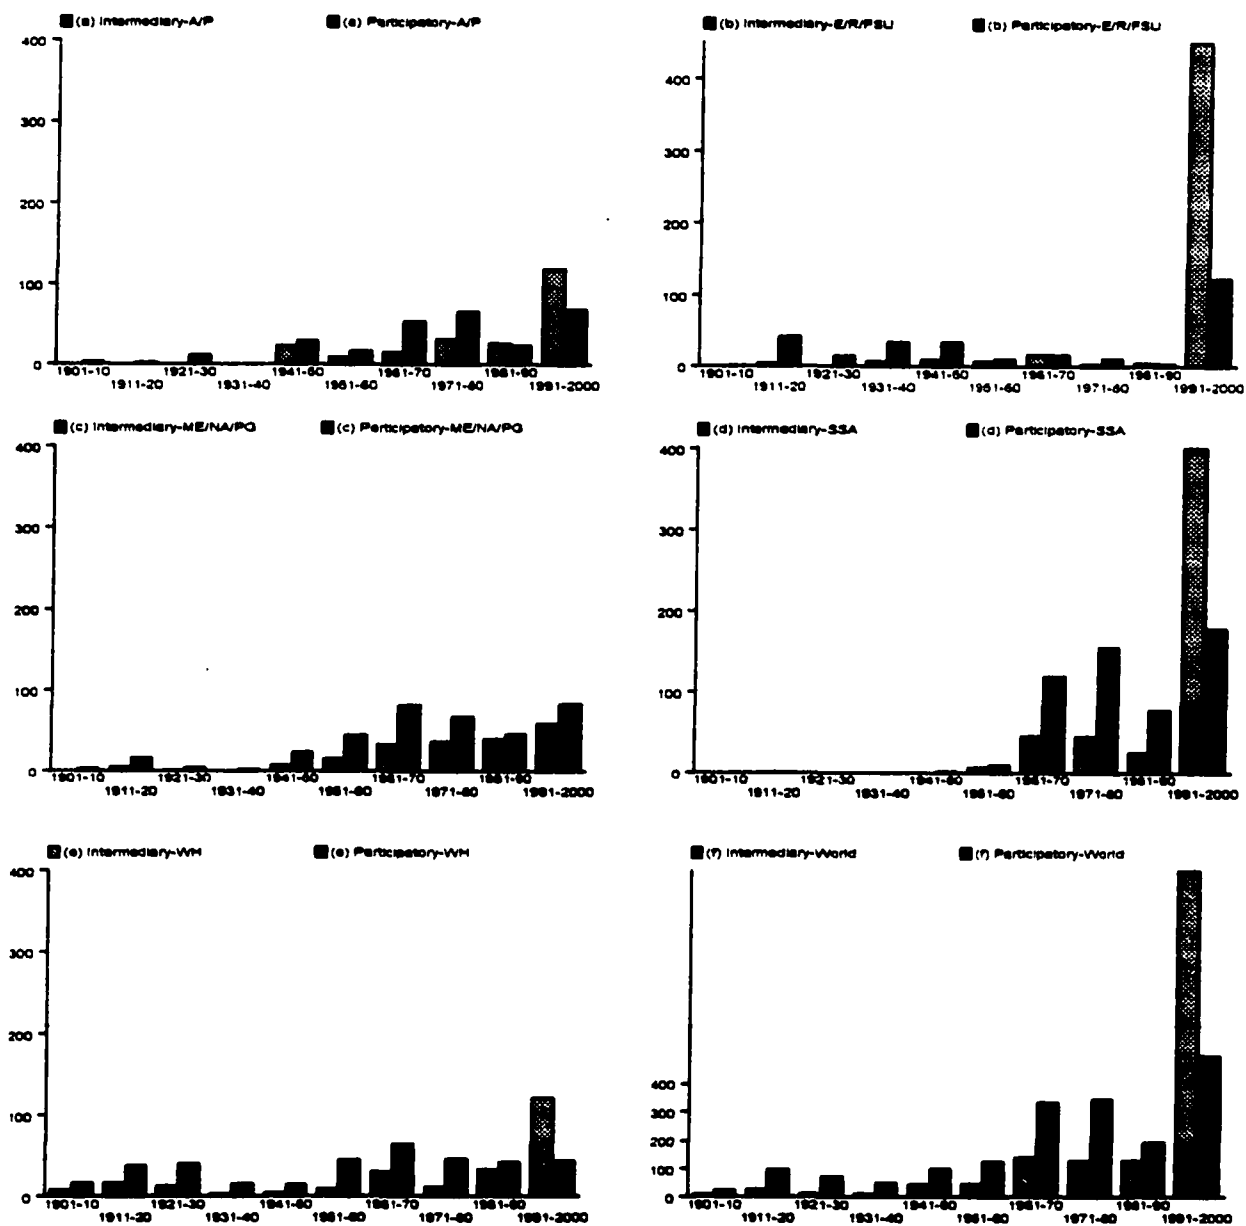 (a) Intermediary-A/P (a) Participatory-A/P
400
300
200
100
0
1901-10 1921-30 1941-50 1961-70 1981-90
1911-20 1931-40 1951-60 1971-80 1991-2000
(b) Intermediary-E/R/FSU (b) Participatory-E/R/FSU
400
300
200
100
0
1901-10 1921-30 1941-50 1961-70 1981-90
1911-20 1931-40 1951-60 1971-80 1991-2000
(c) Intermediary-ME/NA/PG (c) Participatory-ME/NA/PG
400
300
200
100
0
1901-10 1921-30 1941-50 1961-70 1981-90
1911-20 1931-40 1951-60 1971-80 1991-2000
(d) Intermediary-SSA (d) Participatory-SSA
400
300
200
100
0
1901-10 1921-30 1941-50 1961-70 1981-90
1911-20 1931-40 1951-60 1971-80 1991-2000
(e) Intermediary-WH (e) Participatory-WH
400
300
200
100
0
1901-10 1921-30 1941-50 1961-70 1981-90
1911-20 1931-40 1951-60 1971-80 1991-2000
(f) Intermediary-World (f) Participatory-World
400
300
200
100
0
1901-10 1921-30 1941-50 1961-70 1981-90
1911-20 1931-40 1951-60 1971-80 1991-2000